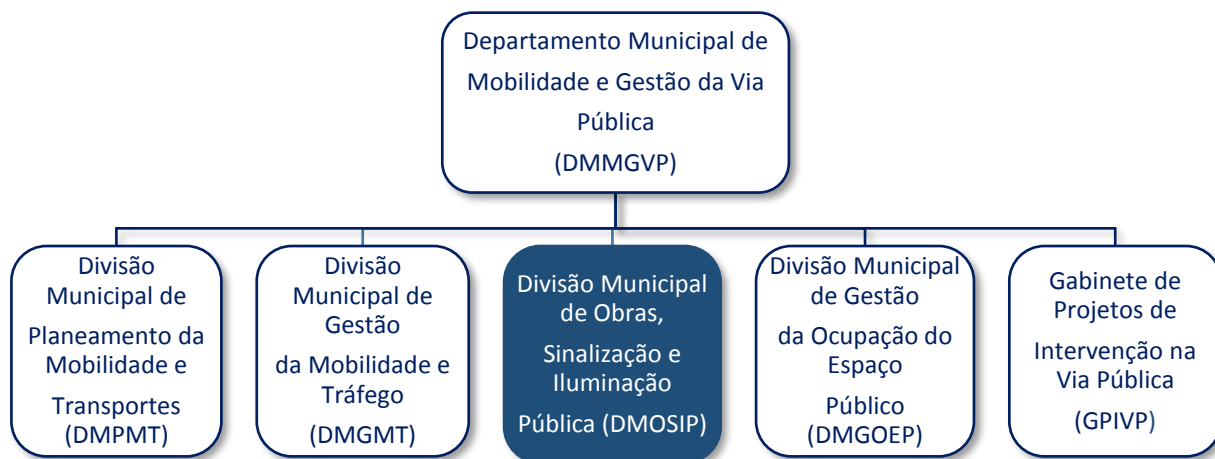 Departamento Municipal de
Mobilidade e Gestão da Via
Pública
(DMMGVP)
Divisão
Municipal de
Planeamento da
Mobilidade e
Transportes
(DMPMT)
Divisão
Municipal de
Gestão
da Mobilidade e
Tráfego
(DMGMT)
Divisão Municipal
de Obras,
Sinalização e
Iluminação
Pública (DMOSIP)
Divisão Municipal
de Gestão
da Ocupação do
Espaço
Público
(DMGOEP)
Gabinete de
Projetos de
Intervenção na
Via Pública
(GPIVP)